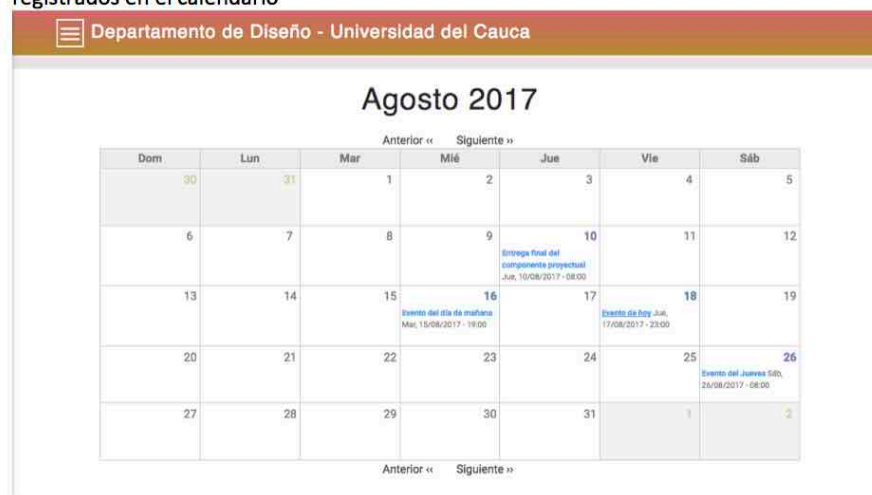 registrados en el calendario
Departamento de Diseño - Universidad del Cauca
Agosto 2017
Anterior ‹‹ Siguiente ››
Dom Lun Mar Mié Jue Vie Sáb
30 31 1 2 3 4 5
6 7 8 9 10 11 12
Entrega final del
componente proyectual
Jue, 10/08/2017 - 08:00
13 14 15 16 17 18 19
Evento del día de mañana
Mar, 15/08/2017 - 19:00
Evento de hoy Jue,
17/08/2017 - 23:00
20 21 22 23 24 25 26
Evento del Jueves Sáb,
26/08/2017 - 08:00
27 28 29 30 31 1 2
Anterior ‹‹ Siguiente ››